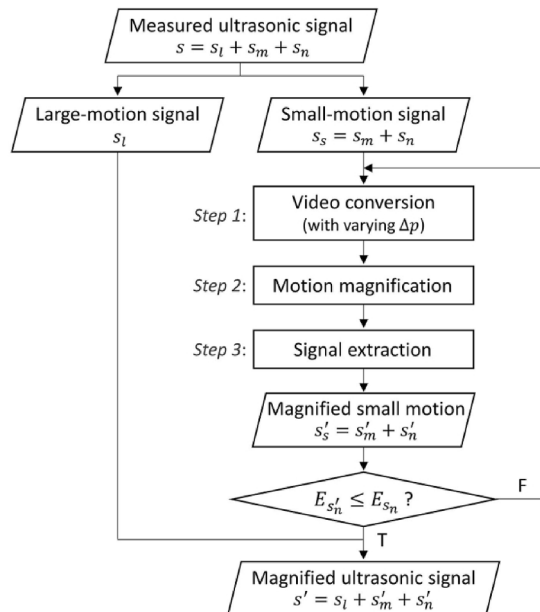 Measured ultrasonic signal
s = s_l + s_m + s_n
Large-motion signal
s_l
Small-motion signal
s_s = s_m + s_n
Step 1:
Video conversion
(with varying Δp)
Step 2:
Motion magnification
Step 3:
Signal extraction
Magnified small motion
s′_s = s′_m + s′_n
E_{s′_n} ≤ E_{s_n} ?
F
T
Magnified ultrasonic signal
s′ = s_l + s′_m + s′_n